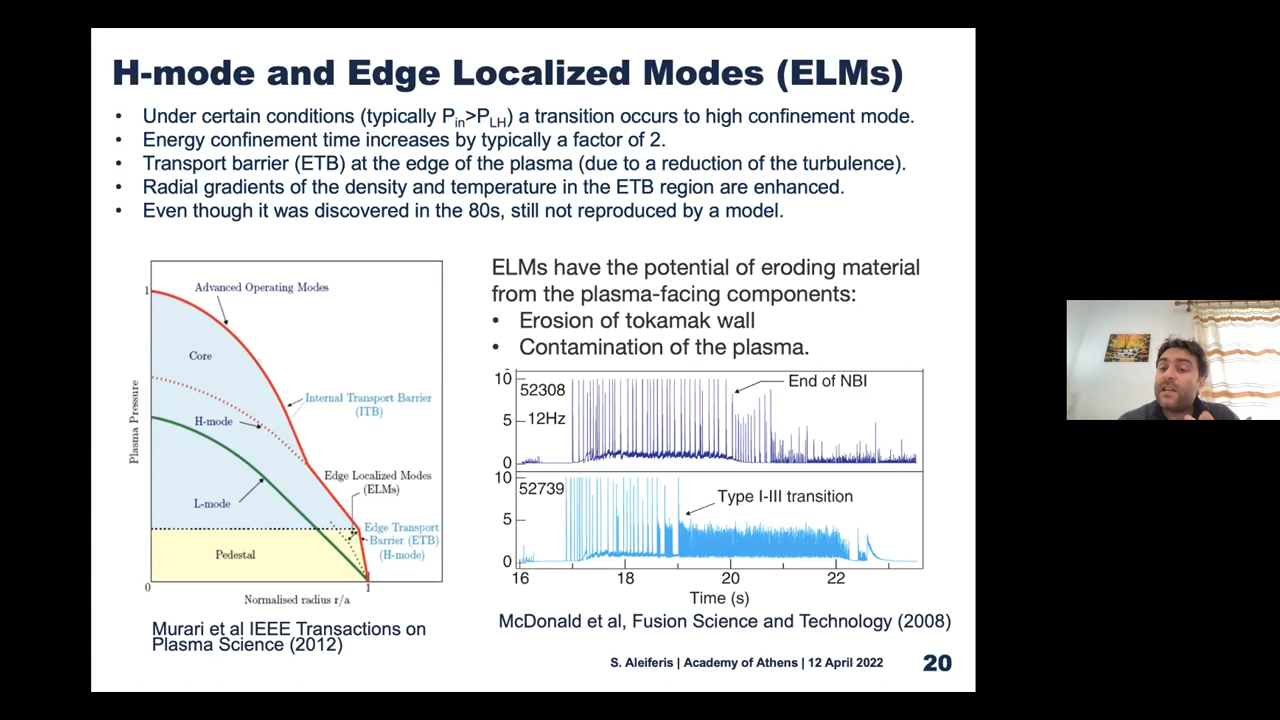 H-mode and Edge Localized Modes (ELMs)
• Under certain conditions (typically Pin>PLH) a transition occurs to high confinement mode.
• Energy confinement time increases by typically a factor of 2.
• Transport barrier (ETB) at the edge of the plasma (due to a reduction of the turbulence).
• Radial gradients of the density and temperature in the ETB region are enhanced.
• Even though it was discovered in the 80s, still not reproduced by a model.
1
Advanced Operating Modes
Core
Internal Transport Barrier
(ITB)
H-mode
Plasma Pressure
Edge Localized Modes
(ELMs)
L-mode
Edge Transport
Barrier (ETB)
(H-mode)
Pedestal
0
1
Normalised radius r/a
Murari et al IEEE Transactions on
Plasma Science (2012)
ELMs have the potential of eroding material
from the plasma-facing components:
• Erosion of tokamak wall
• Contamination of the plasma.
10
52308
End of NBI
5
12Hz
0
10
52739
Type I-III transition
5
0
16 18 20 22
Time (s)
McDonald et al, Fusion Science and Technology (2008)
S. Aleiferis | Academy of Athens | 12 April 2022
20